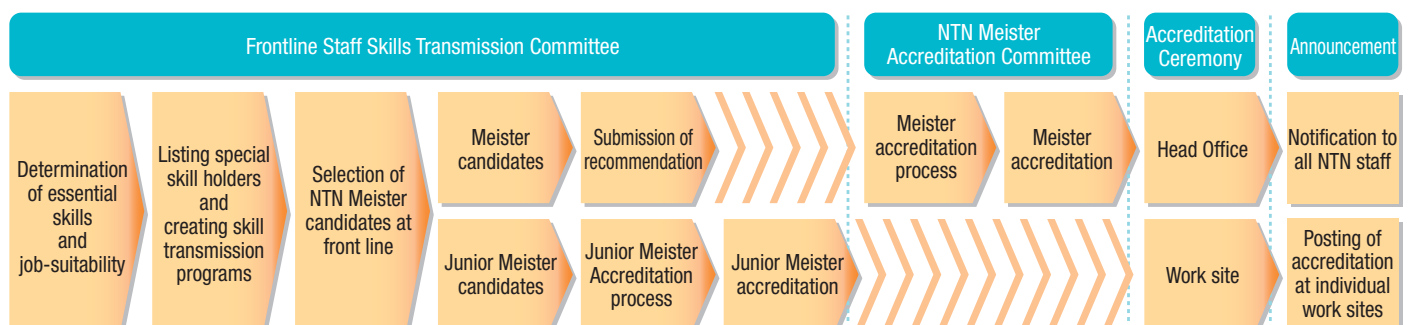 Frontline Staff Skills Transmission Committee
NTN Meister
Accreditation Committee
Accreditation
Ceremony
Announcement
Determination
of essential
skills
and
job-suitability
Listing special
skill holders
and
creating skill
transmission
programs
Selection of
NTN Meister
candidates at
front line
Meister
candidates
Submission of
recommendation
Meister
accreditation
process
Meister
accreditation
Head Office
Notification to
all NTN staff
Junior Meister
candidates
Junior Meister
Accreditation
process
Junior Meister
accreditation
Work site
Posting of
accreditation
at individual
work sites